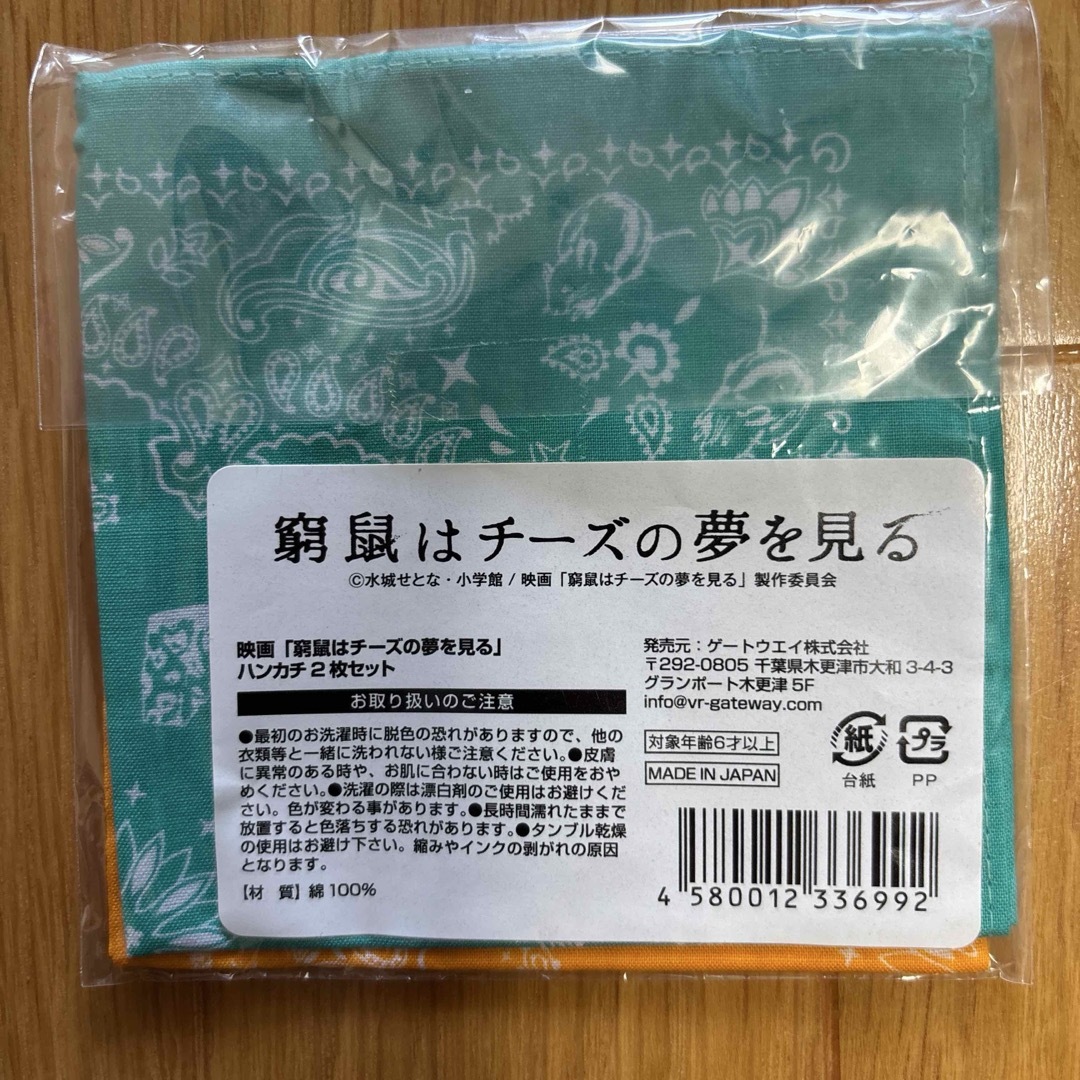 窮鼠はチーズの夢を見る
©水城せとな・小学館 / 映画「窮鼠はチーズの夢を見る」製作委員会
映画「窮鼠はチーズの夢を見る」
ハンカチ2枚セット
お取り扱いのご注意
●最初のお洗濯時に脱色の恐れがありますので、他の
衣類等と一緒に洗われない様ご注意ください。●皮膚
に異常のある時や、お肌に合わない時はご使用をおや
めください。●洗濯の際は漂白剤のご使用はお避けくだ
さい。色が変わる事があります。●長時間濡れたままで
放置すると色落ちする恐れがあります。●タンブル乾燥
の使用はお避け下さい。縮みやインクの剥がれの原因
となります。
【材 質】綿100%
発売元:ゲートウエイ株式会社
〒292-0805 千葉県木更津市大和3-4-3
グランポート木更津5F
info@vr-gateway.com
対象年齢6才以上
MADE IN JAPAN
紙
台紙
プラ
PP
4 580012 336992